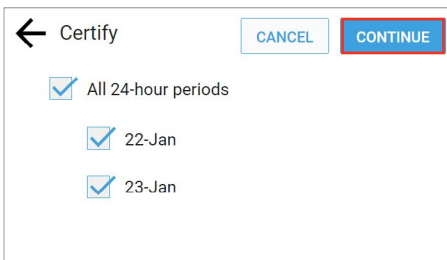 Certify
CANCEL
CONTINUE
All 24-hour periods
22-Jan
23-Jan